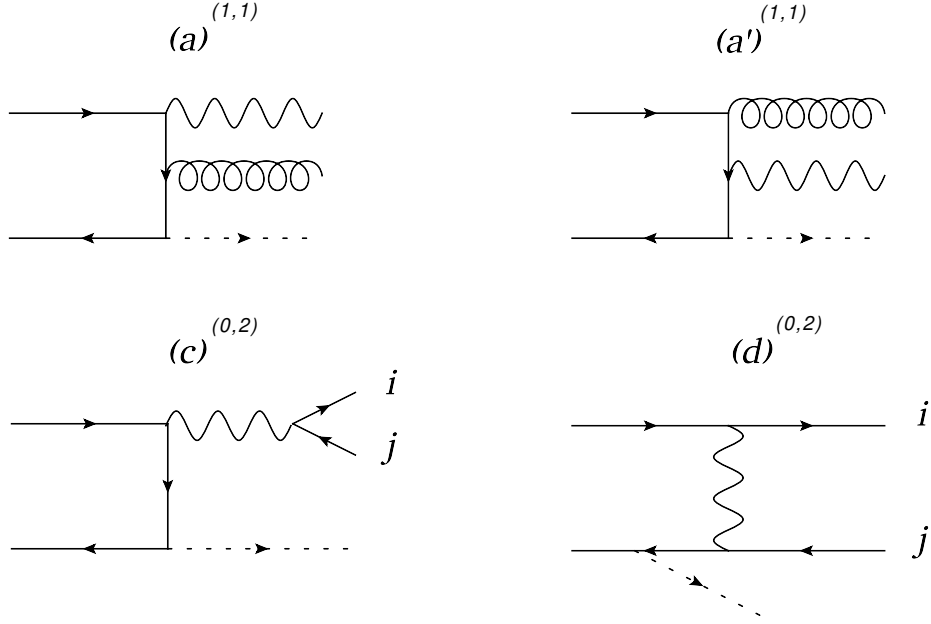 (a)(1,1)
(a')(1,1)
(c)(0,2)
i
j
(d)(0,2)
i
j